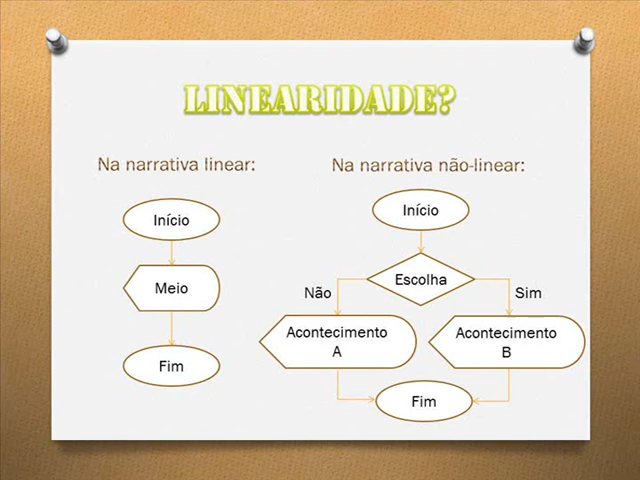 LINEARIDADE?
Na narrativa linear:
Início
Meio
Fim
Na narrativa não-linear:
Início
Escolha
Não
Sim
Acontecimento
A
Acontecimento
B
Fim